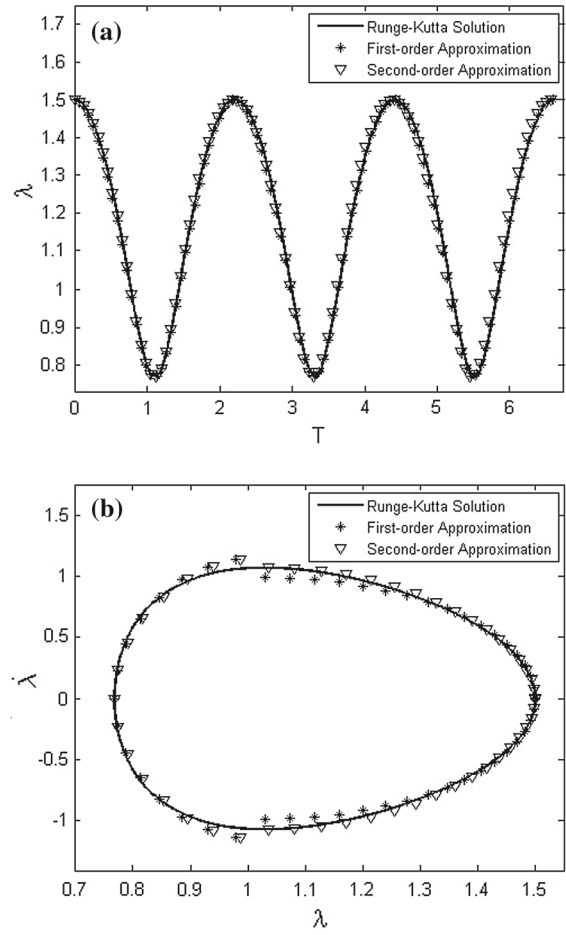 (a)
Runge-Kutta Solution
First-order Approximation
Second-order Approximation
1.7
1.6
1.5
1.4
1.3
1.2
1.1
1
0.9
0.8
λ
0 1 2 3 4 5 6
T
(b)
Runge-Kutta Solution
First-order Approximation
Second-order Approximation
1.5
1
0.5
0
-0.5
-1
λ̇
0.7 0.8 0.9 1 1.1 1.2 1.3 1.4 1.5
λ